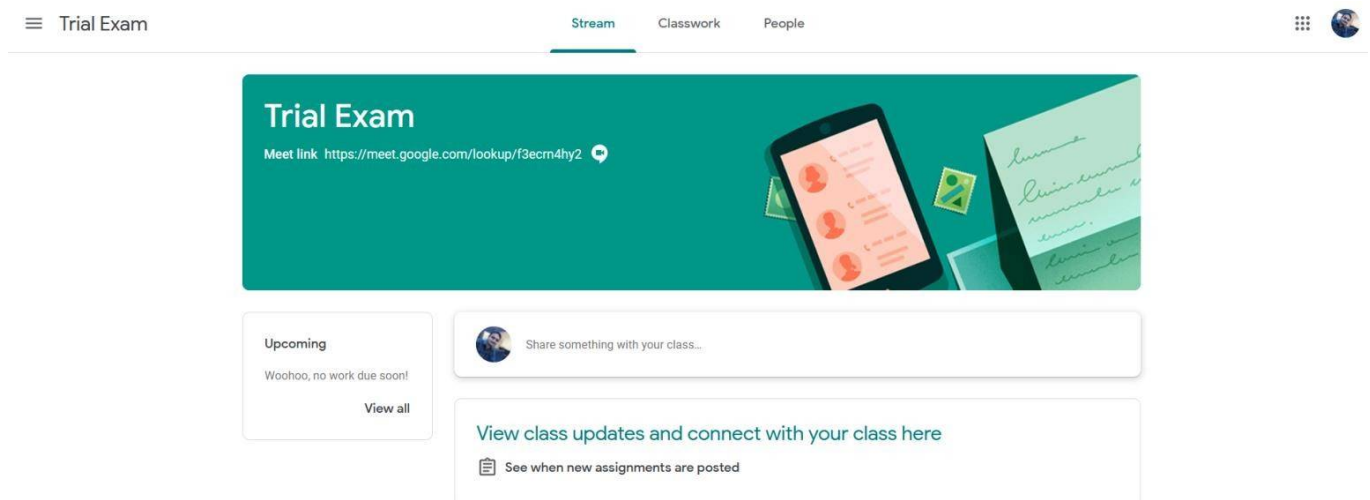 Trial Exam
Stream
Classwork
People
Trial Exam
Meet link https://meet.google.com/lookup/f3ecm4hy2
Upcoming
Woohoo, no work due soon!
View all
Share something with your class...
View class updates and connect with your class here
See when new assignments are posted